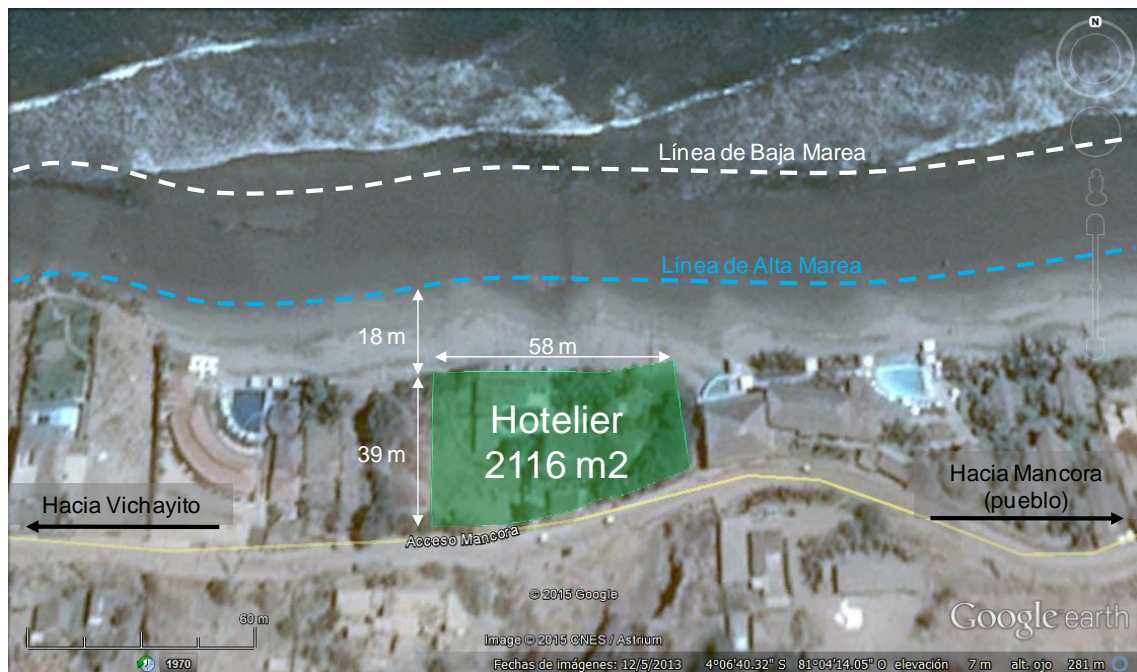 N
Línea de Baja Marea
Línea de Alta Marea
18 m
58 m
39 m
Hotelier
2116 m2
Hacia Vichayito
Hacia Mancora
(pueblo)
Acceso Mancora
© 2015 Google
60 m
Google earth
Image © 2015 CNES / Astrium
1970
Fechas de imágenes: 12/5/2013 4°06'40.32" S 81°04'14.05" O elevación 7 m alt. ojo 281 m